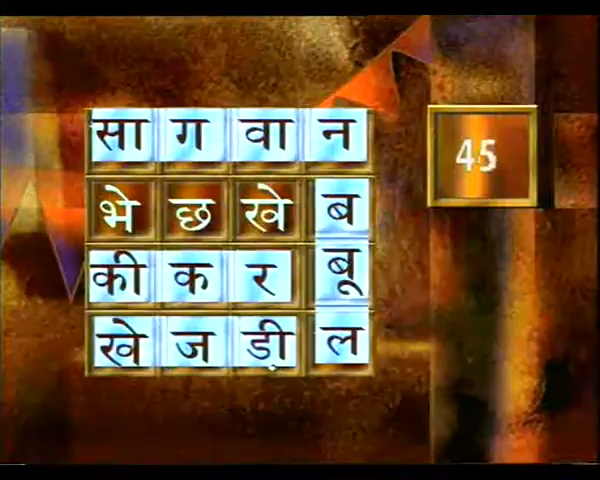 सा ग वा न
45
भे छ खे ब
की क र बू
खे ज ड़ी ल